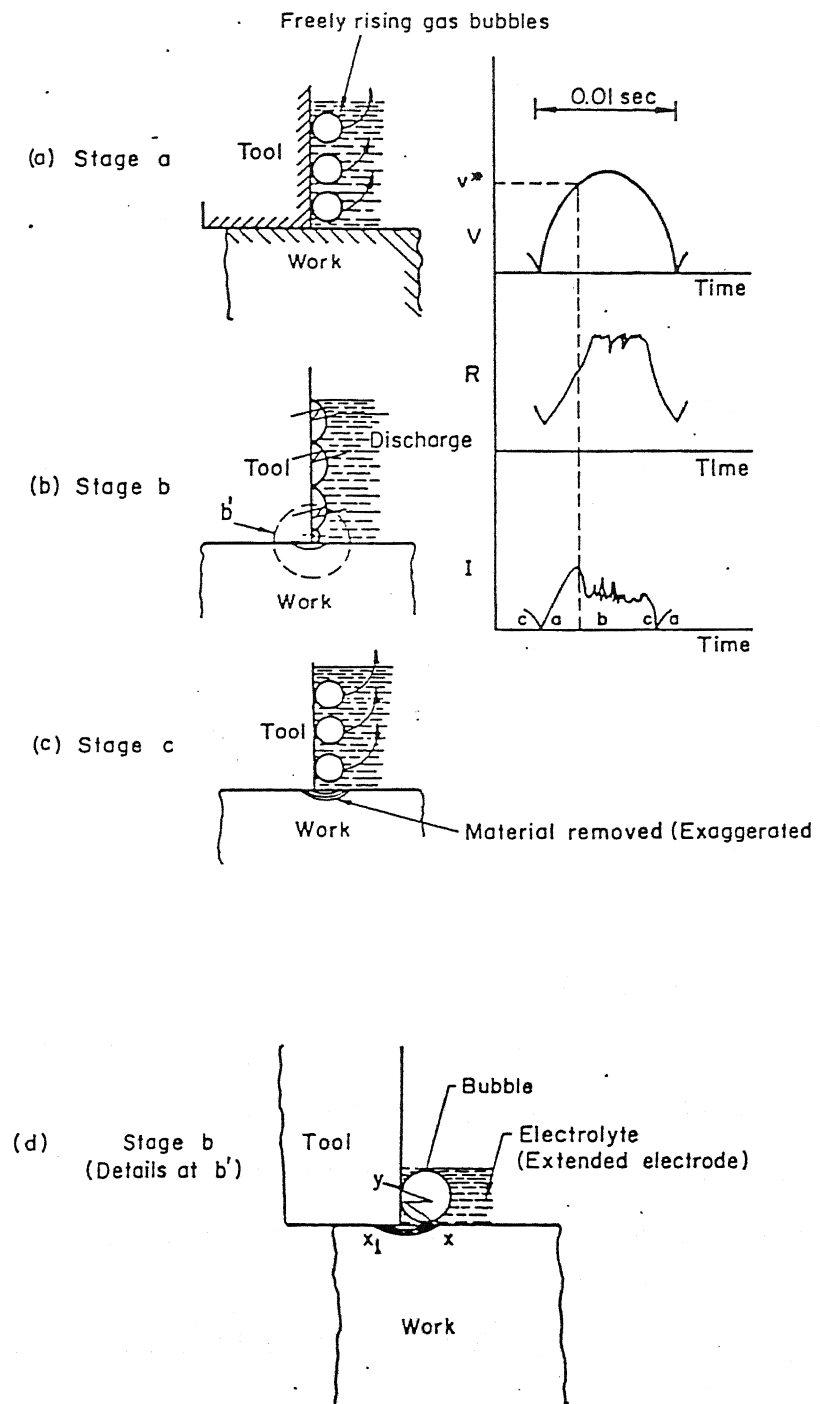 Freely rising gas bubbles
(a) Stage a
Tool
Work
0.01 sec
v*
V
Time
R
Time
(b) Stage b
Tool
Discharge
b'
Work
I
c a b c a
Time
(c) Stage c
Tool
Work
Material removed (Exaggerated
(d) Stage b
(Details at b')
Tool
Bubble
Electrolyte
(Extended electrode)
y
x1 x
Work